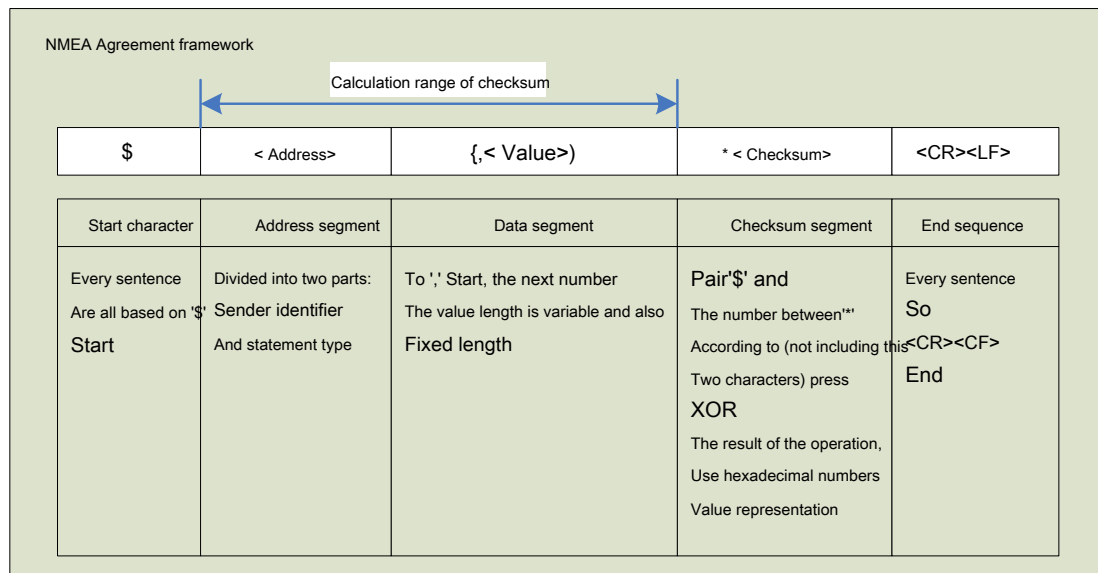 NMEA Agreement framework
Calculation range of checksum
$
< Address>
{,< Value>)
* < Checksum>
<CR><LF>
Start character
Address segment
Data segment
Checksum segment
End sequence
Every sentence
Are all based on '$'
Start
Divided into two parts:
Sender identifier
And statement type
To ',' Start, the next number
The value length is variable and also
Fixed length
Pair'$' and
The number between'*'
According to (not including this
Two characters) press
XOR
The result of the operation,
Use hexadecimal numbers
Value representation
Every sentence
So
<CR><CF>
End